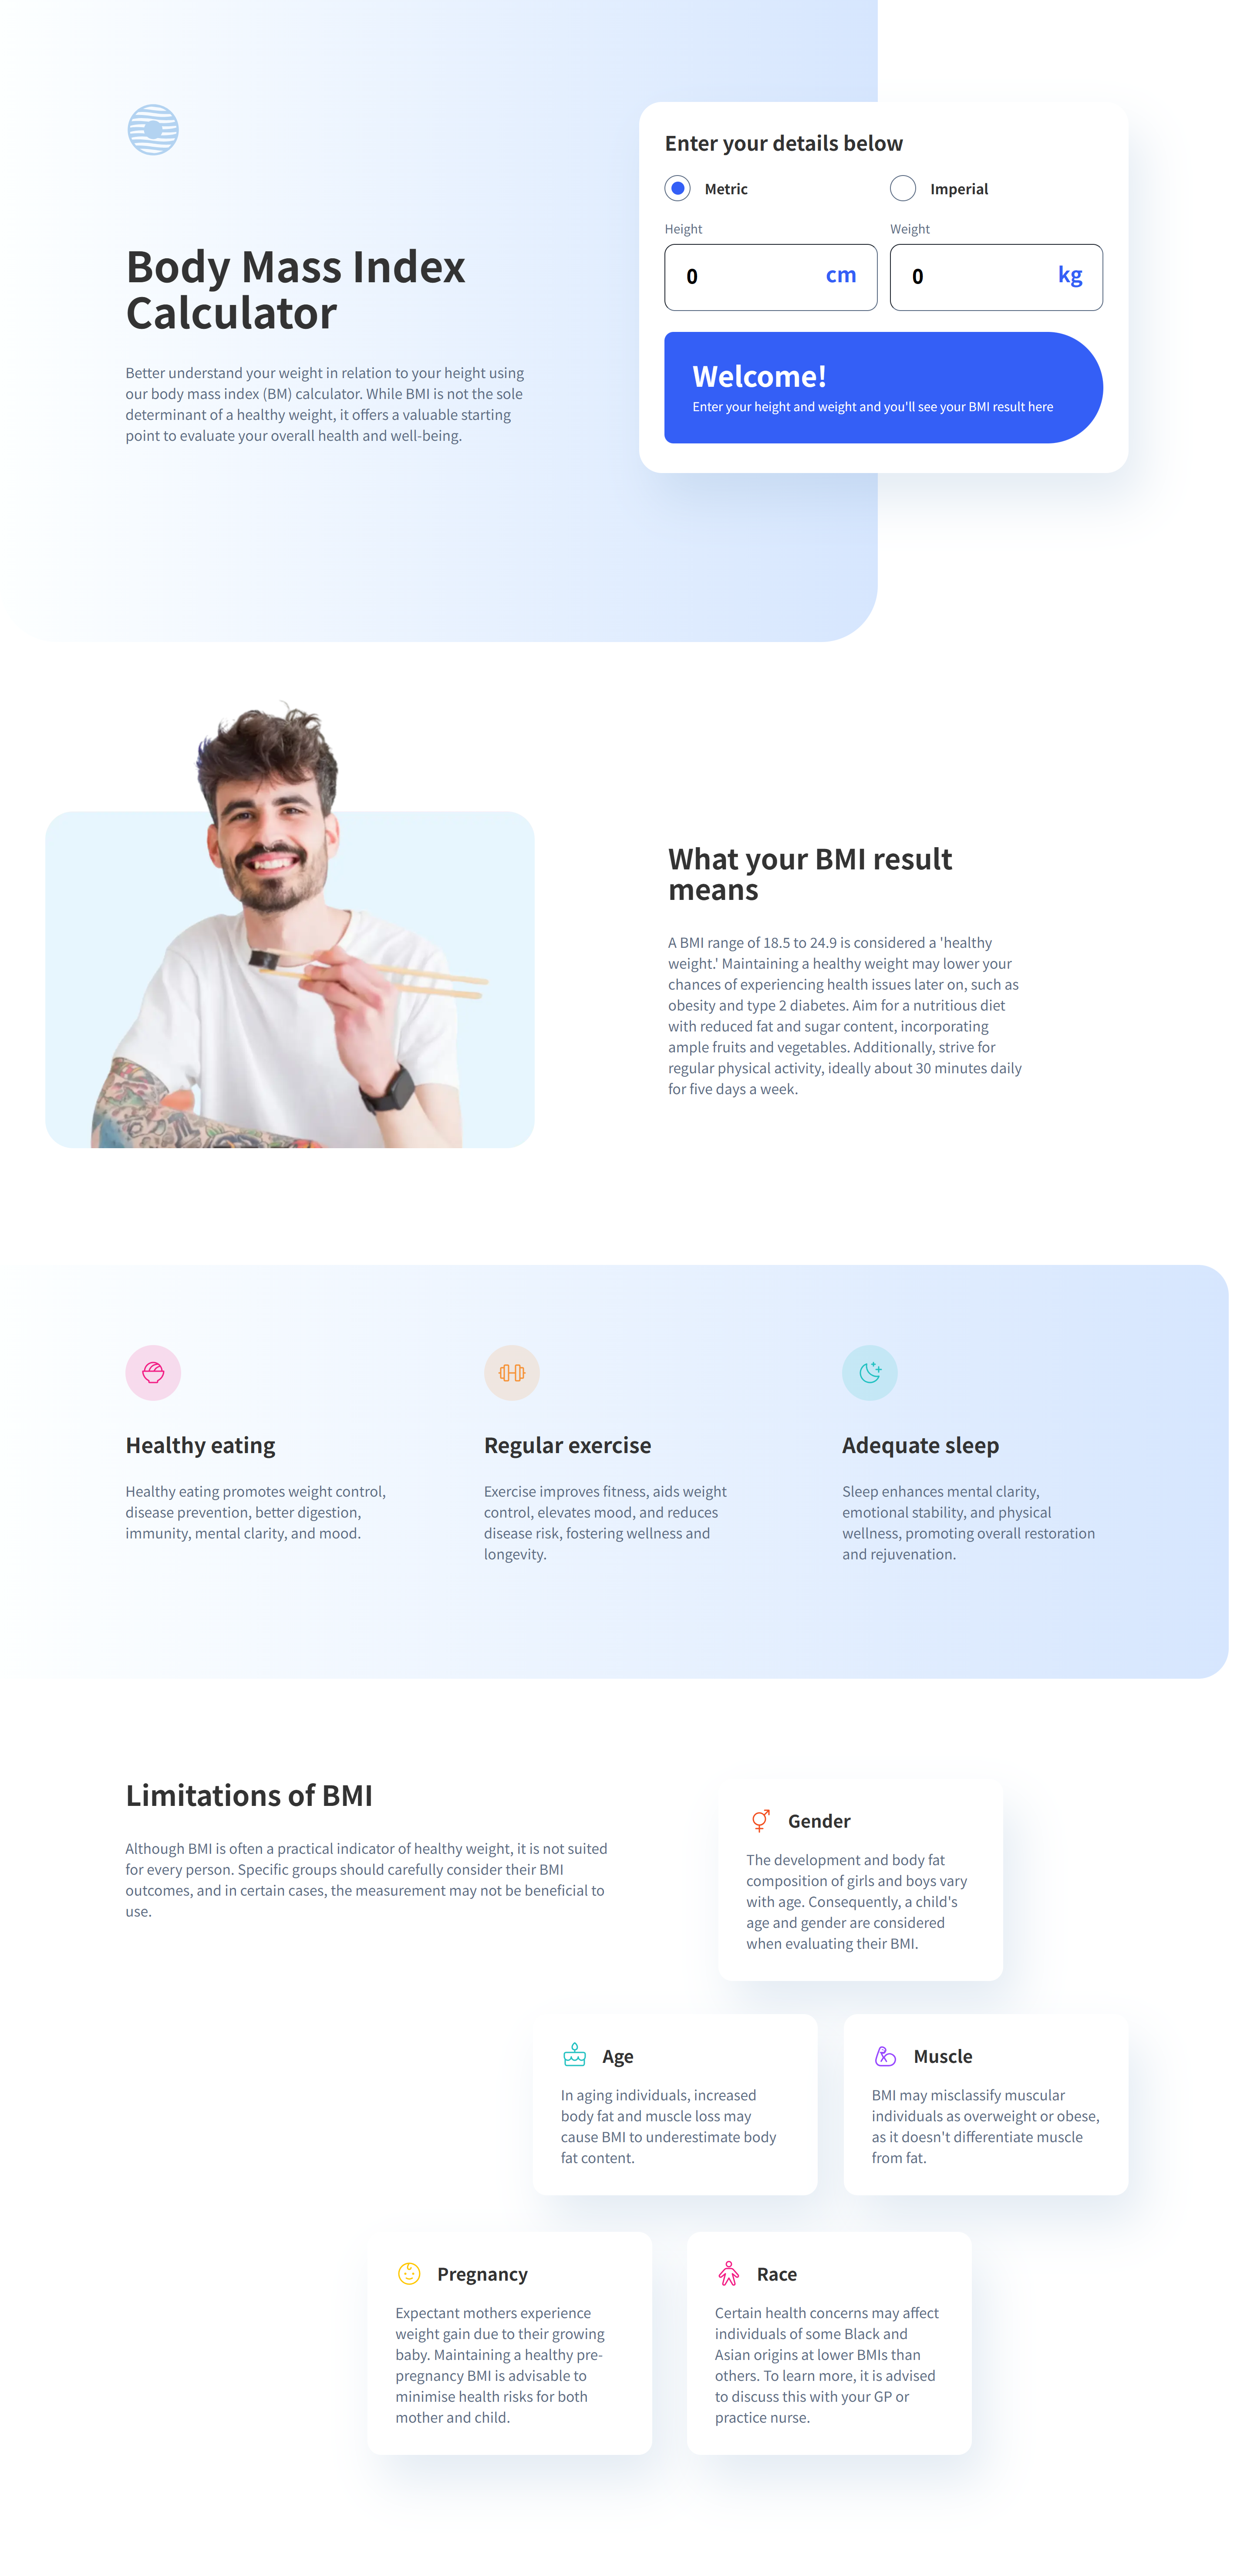 Body Mass Index
Calculator
Better understand your weight in relation to your height using
our body mass index (BM) calculator. While BMI is not the sole
determinant of a healthy weight, it offers a valuable starting
point to evaluate your overall health and well-being.
Enter your details below
Metric
Imperial
Height
Weight
0 cm
0 kg
Welcome!
Enter your height and weight and you'll see your BMI result here
What your BMI result
means
A BMI range of 18.5 to 24.9 is considered a 'healthy
weight.' Maintaining a healthy weight may lower your
chances of experiencing health issues later on, such as
obesity and type 2 diabetes. Aim for a nutritious diet
with reduced fat and sugar content, incorporating
ample fruits and vegetables. Additionally, strive for
regular physical activity, ideally about 30 minutes daily
for five days a week.
Healthy eating
Healthy eating promotes weight control,
disease prevention, better digestion,
immunity, mental clarity, and mood.
Regular exercise
Exercise improves fitness, aids weight
control, elevates mood, and reduces
disease risk, fostering wellness and
longevity.
Adequate sleep
Sleep enhances mental clarity,
emotional stability, and physical
wellness, promoting overall restoration
and rejuvenation.
Limitations of BMI
Although BMI is often a practical indicator of healthy weight, it is not suited
for every person. Specific groups should carefully consider their BMI
outcomes, and in certain cases, the measurement may not be beneficial to
use.
Gender
The development and body fat
composition of girls and boys vary
with age. Consequently, a child's
age and gender are considered
when evaluating their BMI.
Age
In aging individuals, increased
body fat and muscle loss may
cause BMI to underestimate body
fat content.
Muscle
BMI may misclassify muscular
individuals as overweight or obese,
as it doesn't differentiate muscle
from fat.
Pregnancy
Expectant mothers experience
weight gain due to their growing
baby. Maintaining a healthy pre-
pregnancy BMI is advisable to
minimise health risks for both
mother and child.
Race
Certain health concerns may affect
individuals of some Black and
Asian origins at lower BMIs than
others. To learn more, it is advised
to discuss this with your GP or
practice nurse.